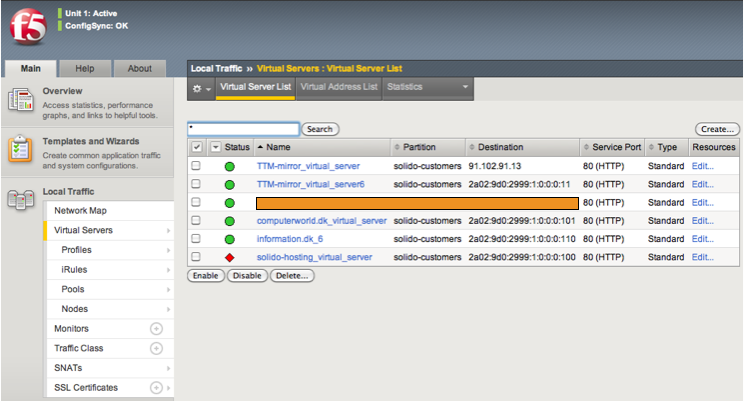 f5
Unit 1: Active
ConfigSync: OK
Main Help About
Local Traffic » Virtual Servers : Virtual Server List
Virtual Server List Virtual Address List Statistics
Overview
Access statistics, performance
graphs, and links to helpful tools.
Templates and Wizards
Create common application traffic
and system configurations.
Local Traffic
Network Map
Virtual Servers
Profiles
iRules
Pools
Nodes
Monitors
Traffic Class
SNATs
SSL Certificates
* Search Create...
Status Name Partition Destination Service Port Type Resources
TTM-mirror_virtual_server solido-customers 91.102.91.13 80 (HTTP) Standard Edit...
TTM-mirror_virtual_server6 solido-customers 2a02:9d0:2999:1:0:0:0:11 80 (HTTP) Standard Edit...
80 (HTTP) Standard Edit...
computerworld.dk_virtual_server solido-customers 2a02:9d0:2999:1:0:0:0:101 80 (HTTP) Standard Edit...
information.dk_6 solido-customers 2a02:9d0:2999:1:0:0:0:110 80 (HTTP) Standard Edit...
solido-hosting_virtual_server solido-customers 2a02:9d0:2999:1:0:0:0:100 80 (HTTP) Standard Edit...
Enable Disable Delete...